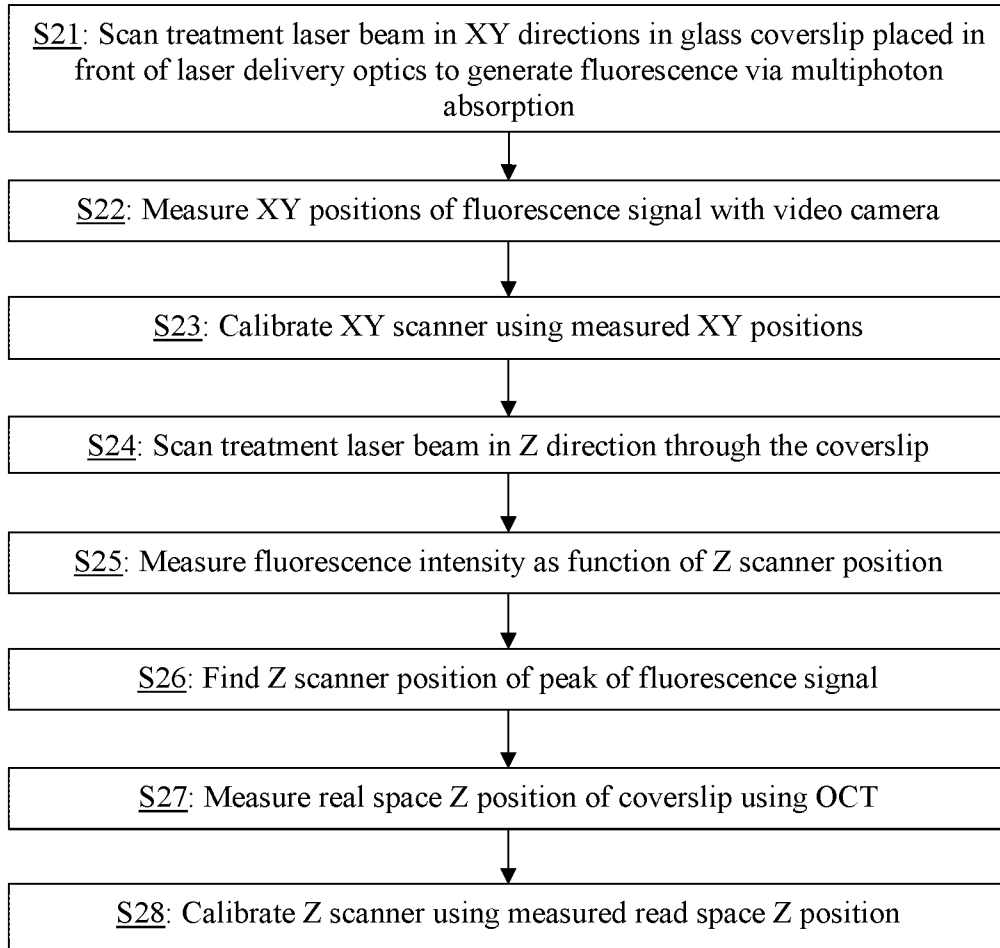 S21: Scan treatment laser beam in XY directions in glass coverslip placed in
front of laser delivery optics to generate fluorescence via multiphoton
absorption
S22: Measure XY positions of fluorescence signal with video camera
S23: Calibrate XY scanner using measured XY positions
S24: Scan treatment laser beam in Z direction through the coverslip
S25: Measure fluorescence intensity as function of Z scanner position
S26: Find Z scanner position of peak of fluorescence signal
S27: Measure real space Z position of coverslip using OCT
S28: Calibrate Z scanner using measured read space Z position